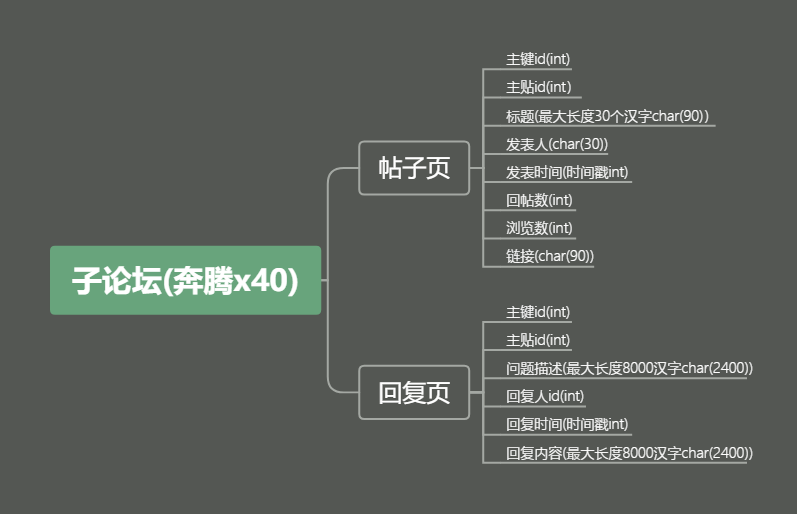 子论坛(奔腾x40)
帖子页
主键id(int)
主贴id(int)
标题(最大长度30个汉字char(90))
发表人(char(30))
发表时间(时间戳int)
回帖数(int)
浏览数(int)
链接(char(90))
回复页
主键id(int)
主贴id(int)
问题描述(最大长度8000汉字char(2400))
回复人id(int)
回复时间(时间戳int)
回复内容(最大长度8000汉字char(2400))